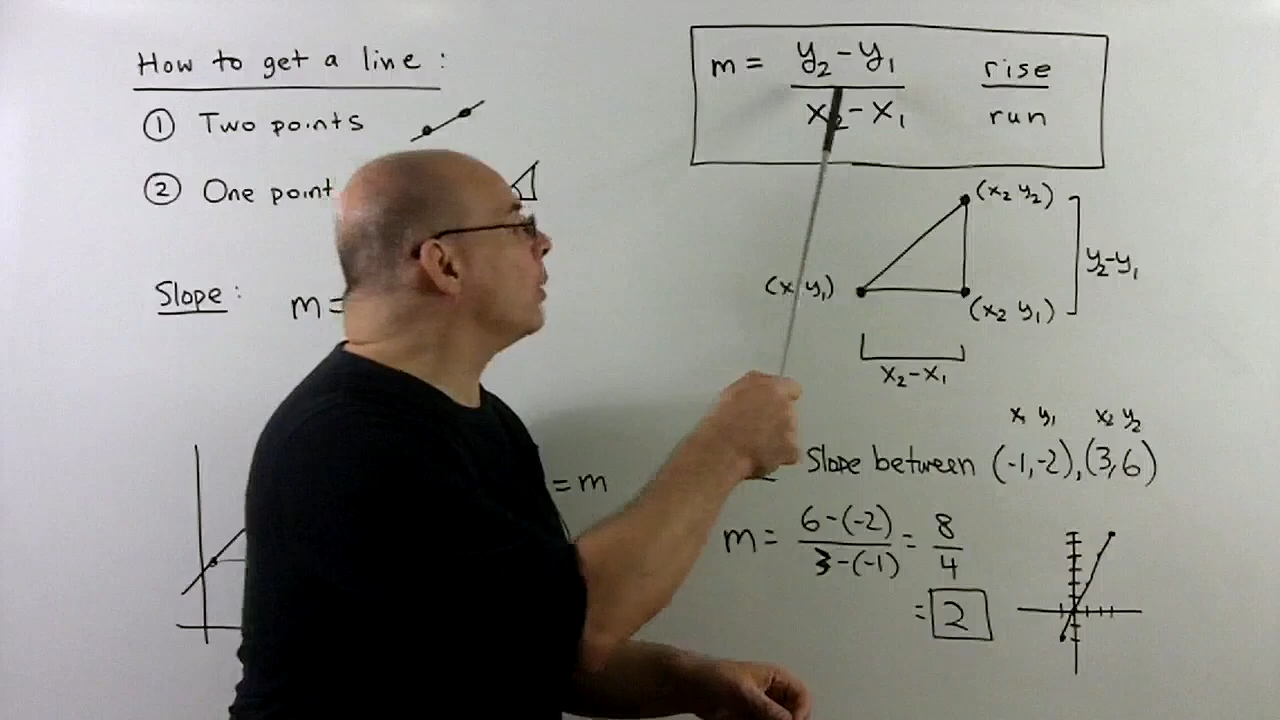 How to get a line :
① Two points
② One point
Slope : m=
= m
m = y₂-y₁ / x₂-x₁ rise / run
(x₂ y₂)
y₂-y₁
(x y₁)
(x₂ y₁)
x₂-x₁
x₁ y₁ x₂ y₂
Slope between (-1,-2),(3,6)
m = 6-(-2) / 3-(-1) = 8 / 4
= 2